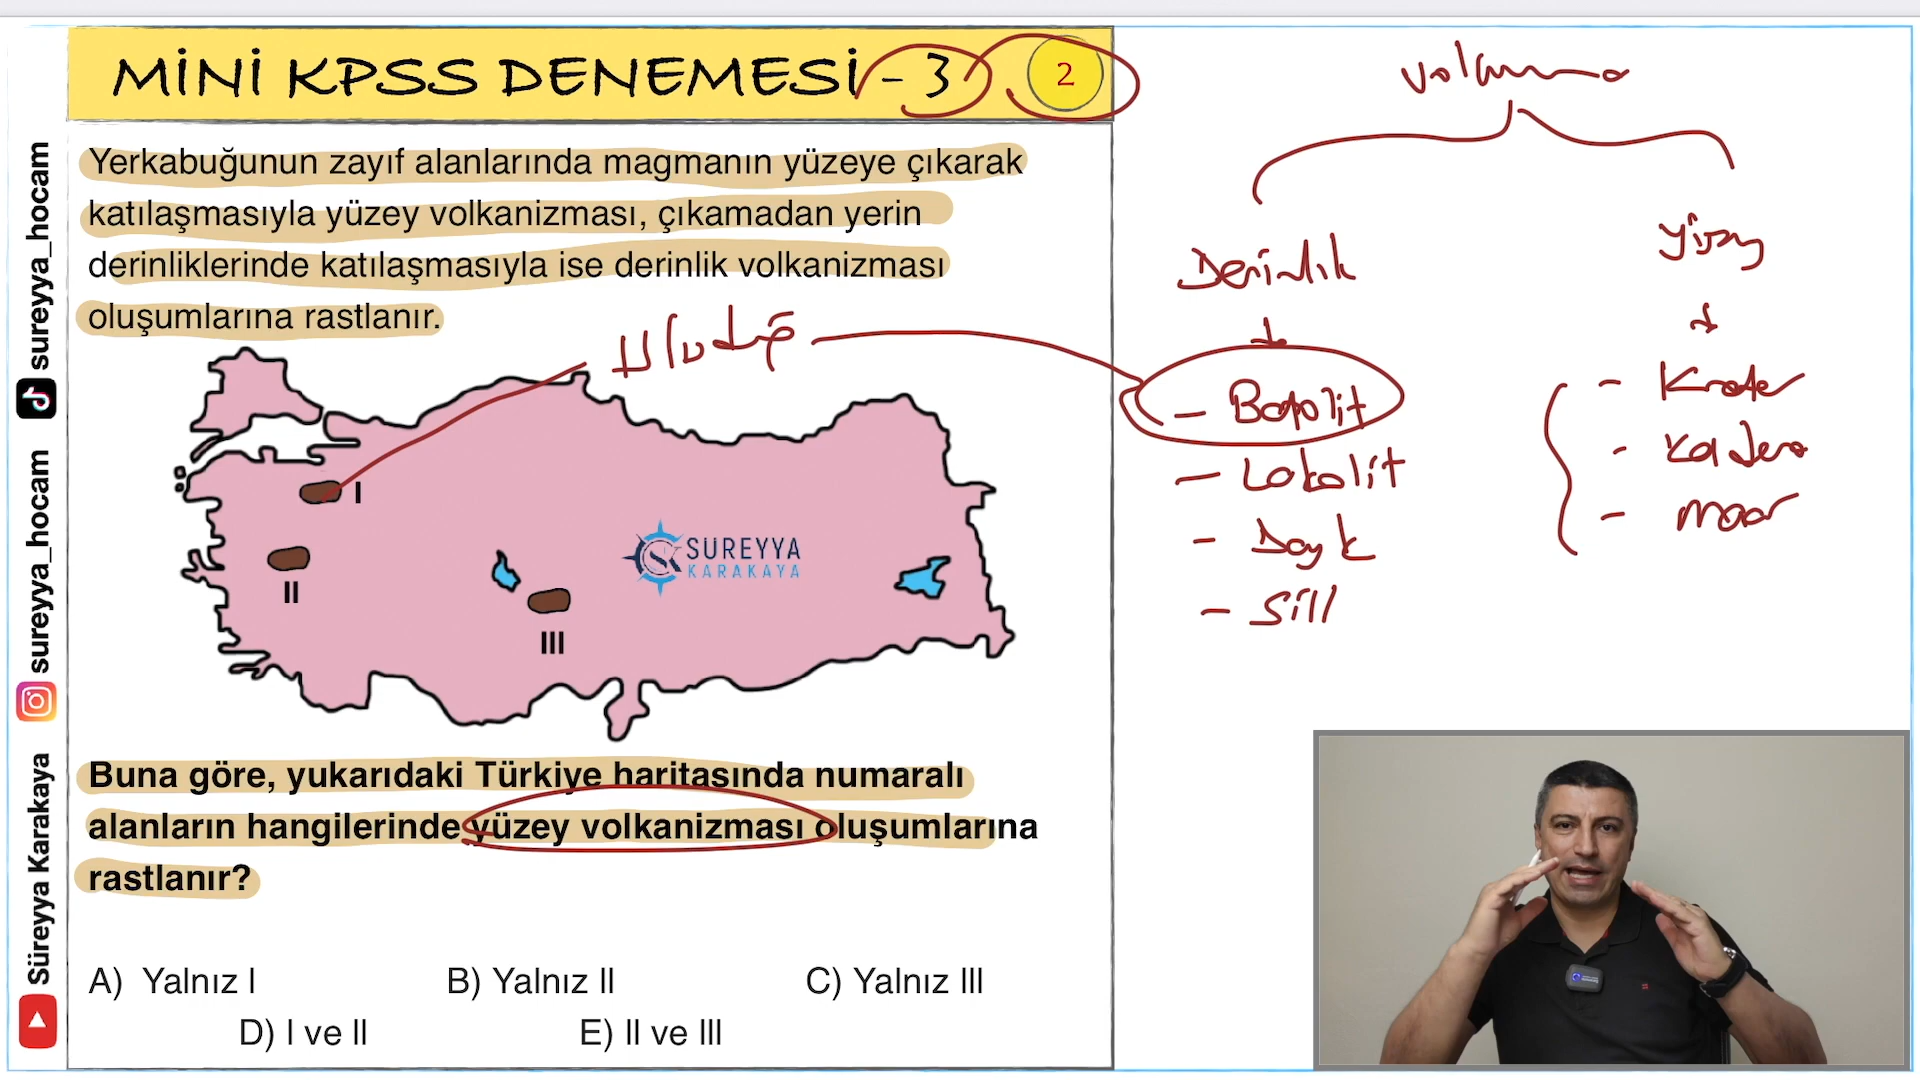 MİNİ KPSS DENEMESİ - 3
2
Yerkabuğunun zayıf alanlarında magmanın yüzeye çıkarak
katılaşmasıyla yüzey volkanizması, çıkamadan yerin
derinliklerinde katılaşmasıyla ise derinlik volkanizması
oluşumlarına rastlanır.
Uludağ
I
II
III
SUREYYA
KARAKAYA
Buna göre, yukarıdaki Türkiye haritasında numaralı
alanların hangilerinde yüzey volkanizması oluşumlarına
rastlanır?
A) Yalnız I
B) Yalnız II
C) Yalnız III
D) I ve II
E) II ve III
Derinlik
- Batolit
- Lakolit
- Dayk
- Sill
Yüzey
- Krater
- Kaldera
- Maar
sureyya_hocam
sureyya_hocam
Süreyya Karakaya